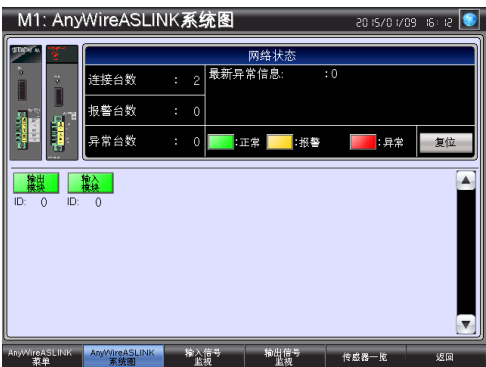 M1: AnyWireASLINK系统图
2015/01/09 16:12
网络状态
连接台数 : 2
最新异常信息: :0
报警台数 : 0
异常台数 : 0
:正常 :报警 :异常 复位
输出
模块
输入
模块
ID: 0 ID: 0
AnyWireASLINK
菜单
AnyWireASLINK
系统图
输入信号
监视
输出信号
监视
传感器一览
返回